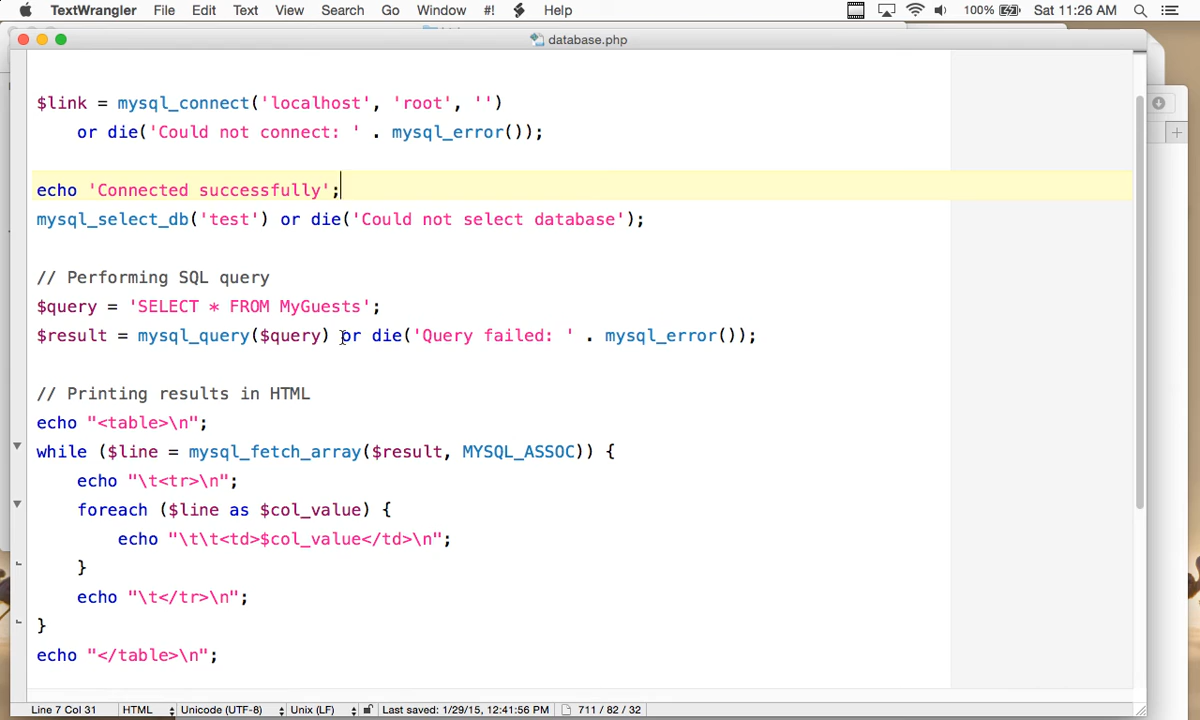 TextWrangler File Edit Text View Search Go Window #! Help 100% Sat 11:26 AM
database.php
$link = mysql_connect('localhost', 'root', '')
or die('Could not connect: ' . mysql_error());
echo 'Connected successfully';
mysql_select_db('test') or die('Could not select database');
// Performing SQL query
$query = 'SELECT * FROM MyGuests';
$result = mysql_query($query) or die('Query failed: ' . mysql_error());
// Printing results in HTML
echo "<table>\n";
while ($line = mysql_fetch_array($result, MYSQL_ASSOC)) {
echo "\t<tr>\n";
foreach ($line as $col_value) {
echo "\t\t<td>$col_value</td>\n";
}
echo "\t</tr>\n";
}
echo "</table>\n";
Line 7 Col 31 HTML Unicode (UTF-8) Unix (LF) Last saved: 1/29/15, 12:41:56 PM 711 / 82 / 32